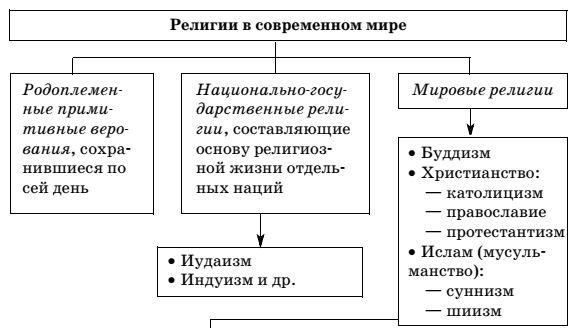 Религии в современном мире
Родоплемен-
ные прими-
тивные веро-
вания, сохра-
нившиеся по
сей день
Национально-госу-
дарственные рели-
гии, составляющие
основу религиоз-
ной жизни отдель-
ных наций
• Иудаизм
• Индуизм и др.
Мировые религии
• Буддизм
• Христианство:
— католицизм
— православие
— протестантизм
• Ислам (мусуль-
манство):
— суннизм
— шиизм